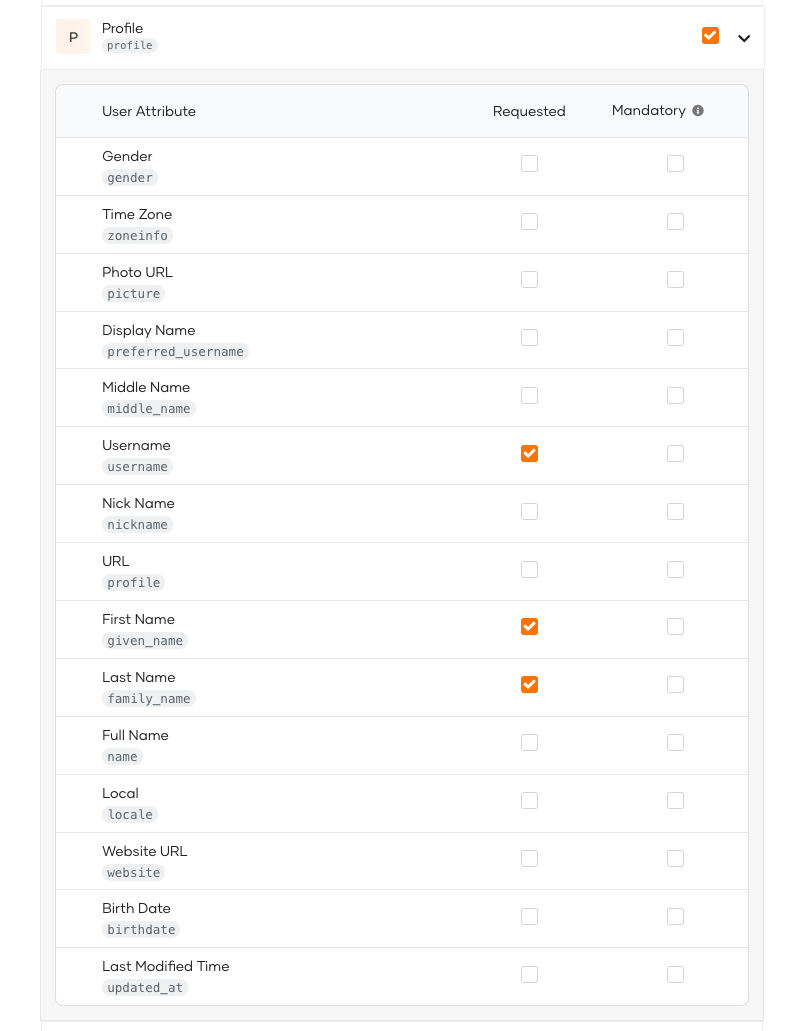 P
Profile
profile
User Attribute Requested Mandatory
Gender
gender
Time Zone
zoneinfo
Photo URL
picture
Display Name
preferred_username
Middle Name
middle_name
Username
username
Nick Name
nickname
URL
profile
First Name
given_name
Last Name
family_name
Full Name
name
Local
locale
Website URL
website
Birth Date
birthdate
Last Modified Time
updated_at